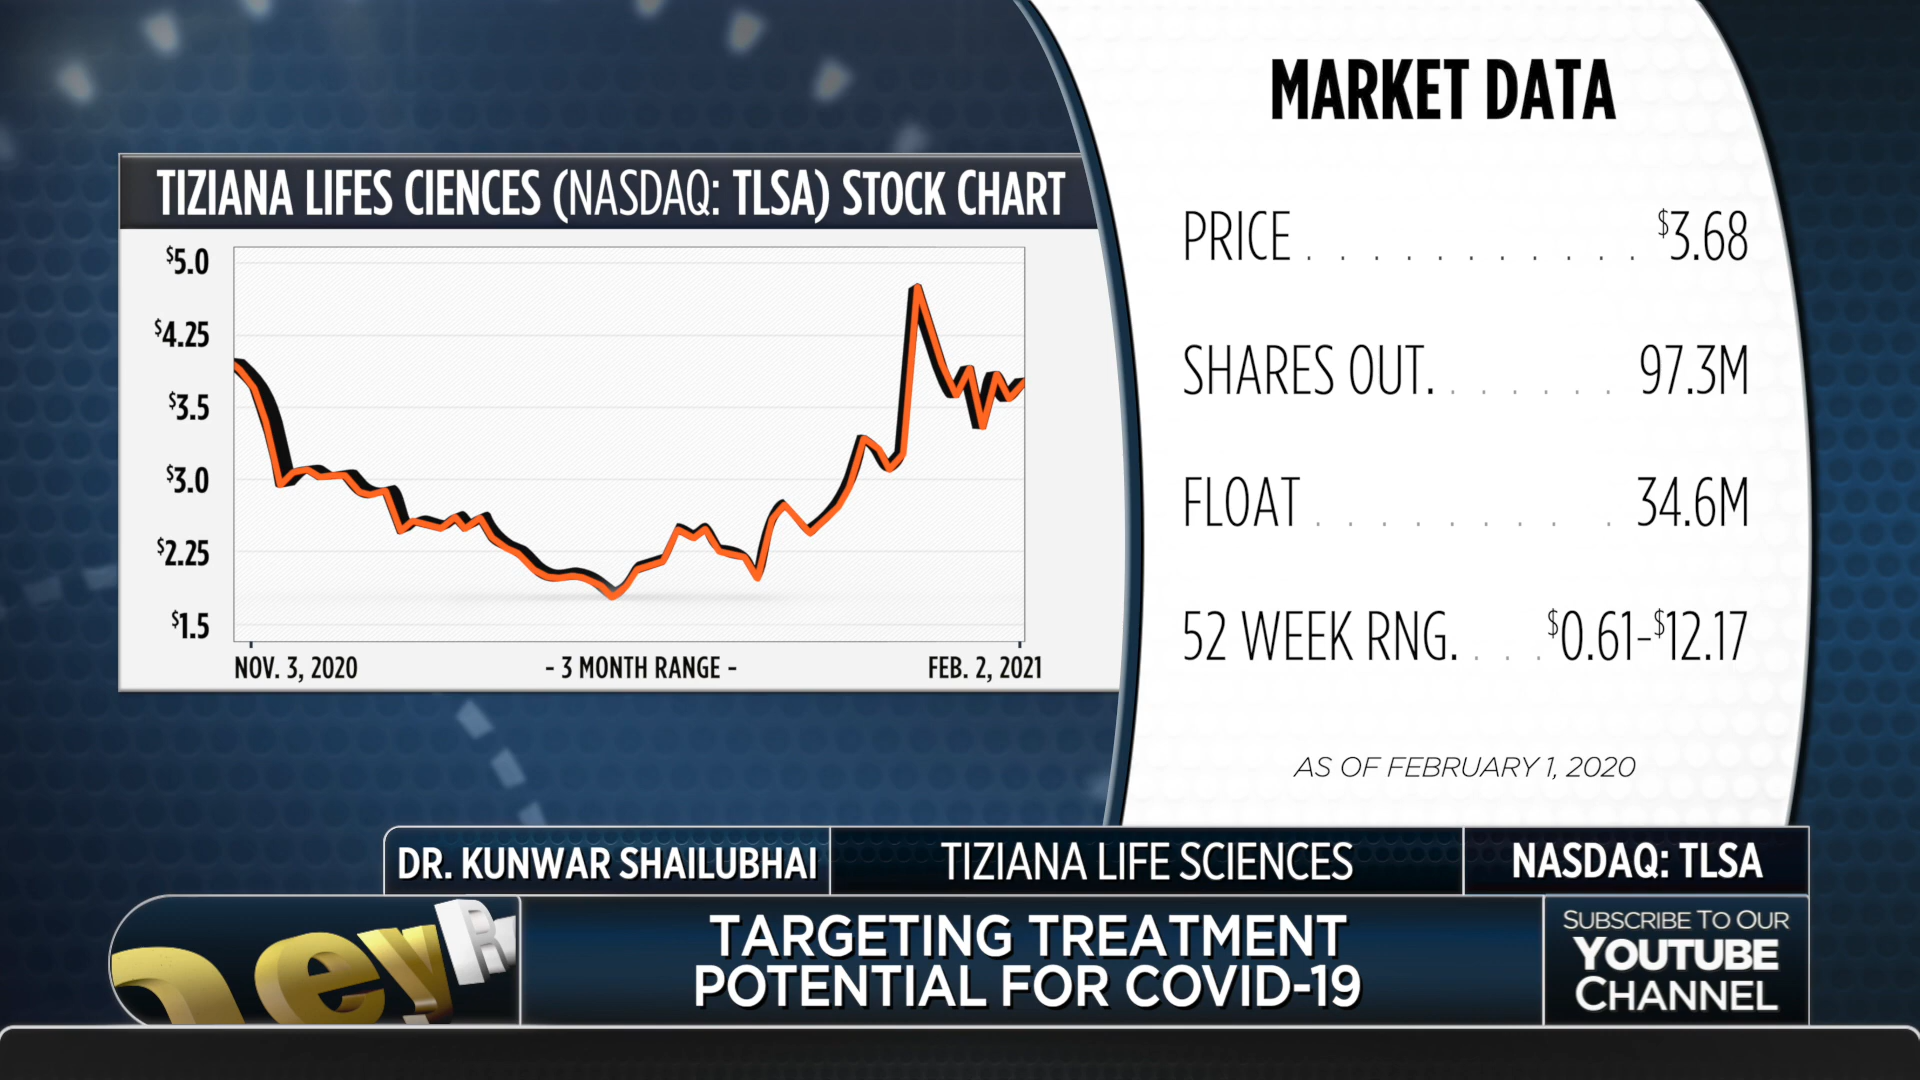 TIZIANA LIFES CIENCES (NASDAQ: TLSA) STOCK CHART
$5.0
$4.25
$3.5
$3.0
$2.25
$1.5
NOV. 3, 2020 - 3 MONTH RANGE - FEB. 2, 2021
MARKET DATA
PRICE . . . . . . . . . . . $3.68
SHARES OUT. . . . . . . 97.3M
FLOAT . . . . . . . . . 34.6M
52 WEEK RNG. . . . $0.61-$12.17
AS OF FEBRUARY 1, 2020
DR. KUNWAR SHAILUBHAI TIZIANA LIFE SCIENCES NASDAQ: TLSA
TARGETING TREATMENT
POTENTIAL FOR COVID-19
SUBSCRIBE TO OUR
YOUTUBE
CHANNEL